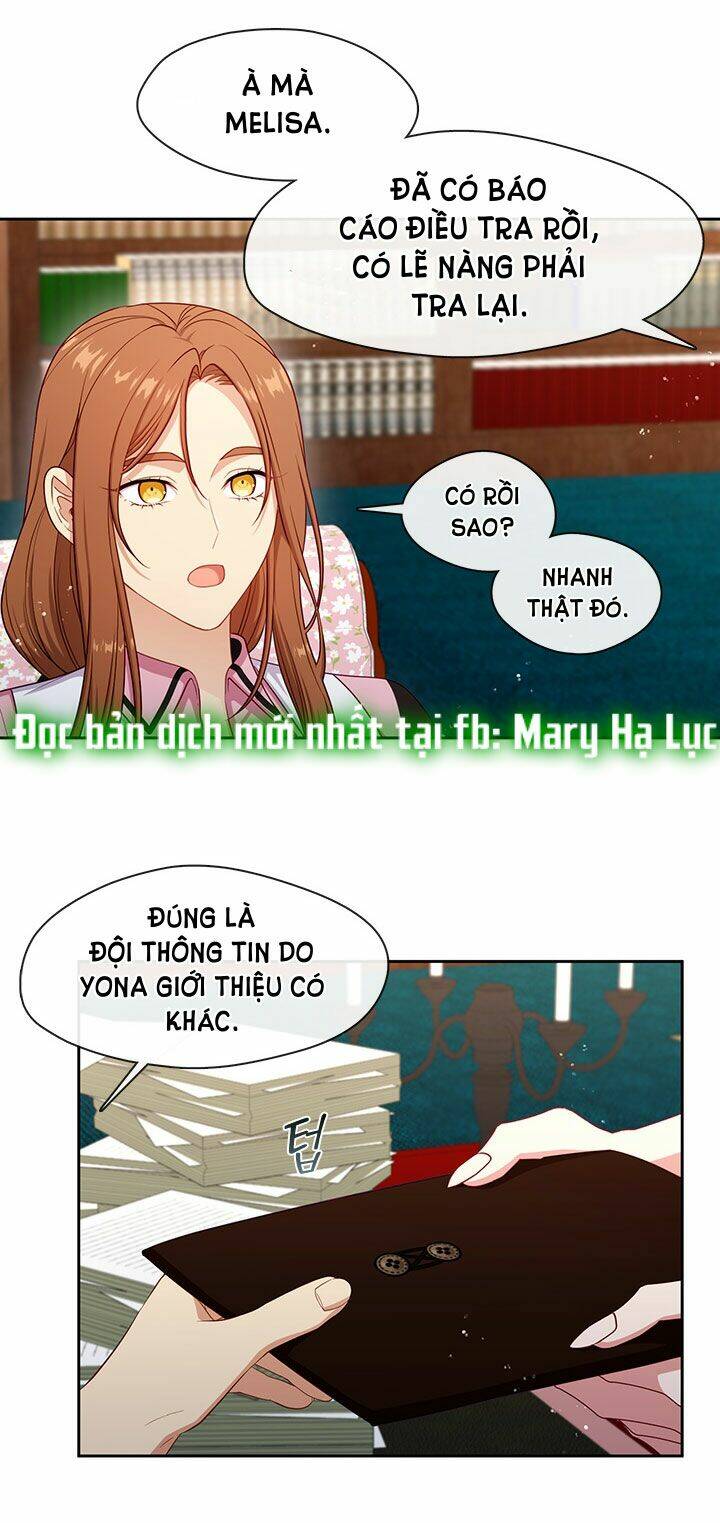 À MÀ
MELISA.
ĐÃ CÓ BÁO
CÁO ĐIỀU TRA RỒI,
CÓ LẼ NÀNG PHẢI
TRA LẠI.
CÓ RỒI
SAO?
NHANH
THẬT ĐÓ.
Đọc bản dịch mới nhất tại fb: Mary Hạ Lục
ĐÚNG LÀ
ĐỘI THÔNG TIN DO
YONA GIỚI THIỆU CÓ
KHÁC.
텁